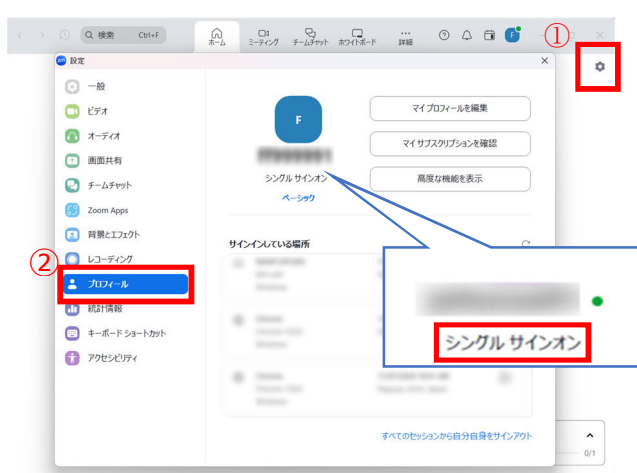 ①
検索 Ctrl+F
ホーム
ミーティング
チームチャット
ホワイトボード
詳細
F
zm 設定
一般
ビデオ
オーディオ
画面共有
チームチャット
Zoom Apps
背景とエフェクト
レコーディング
②
プロフィール
統計情報
キーボード ショートカット
アクセシビリティ
F
シングル サインオン
ベーシック
マイ プロフィールを編集
マイ サブスクリプションを確認
高度な機能を表示
サインインしている場所
シングル サインオン
すべてのセッションから自分自身をサインアウト
0/1